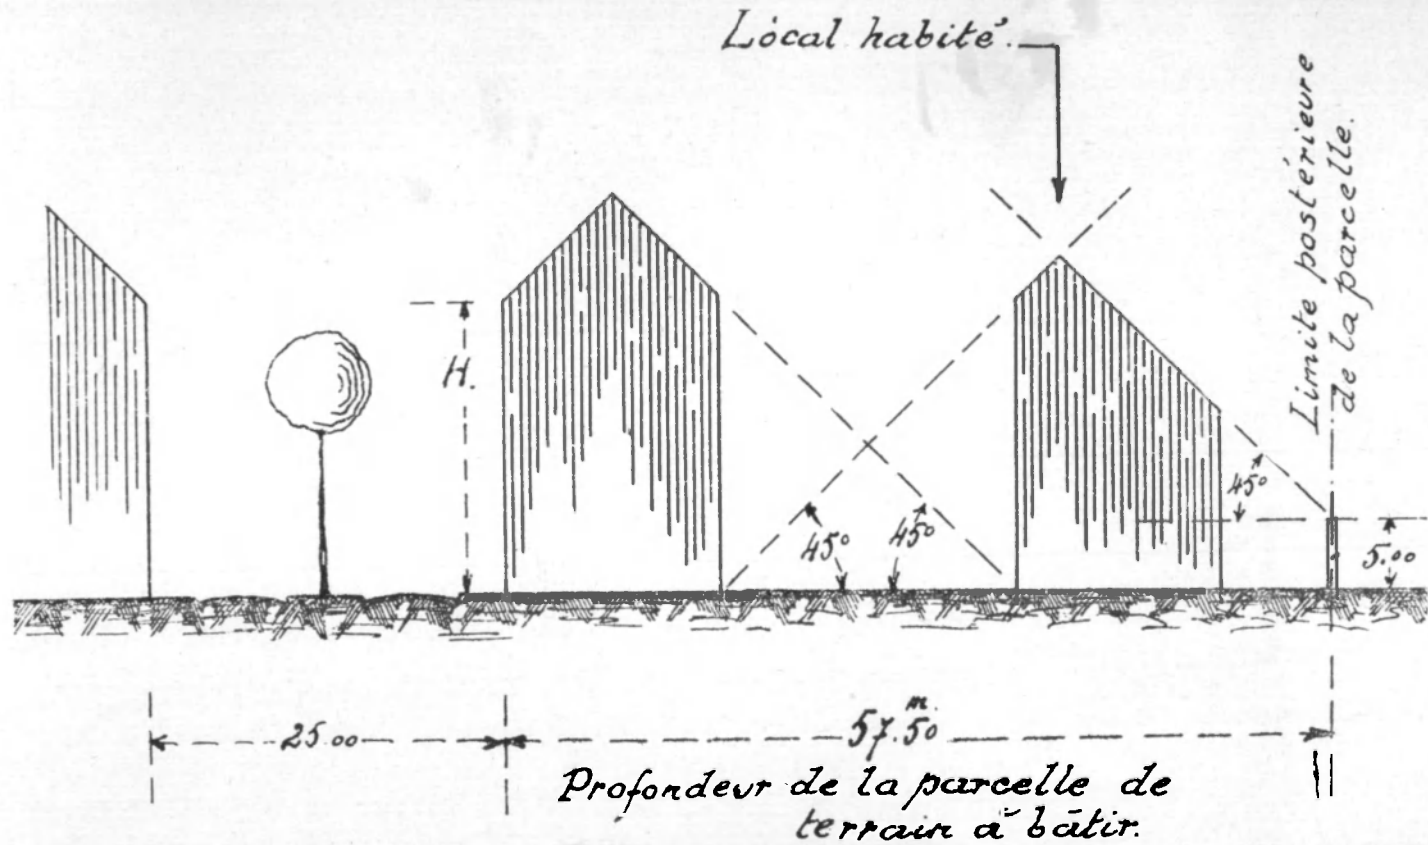 Local habité.
Limite postérieure
de la parcelle.
H.
45°
45°
45°
5.00
25.00
57.50 m.
Profondeur de la parcelle de
terrain à bâtir.